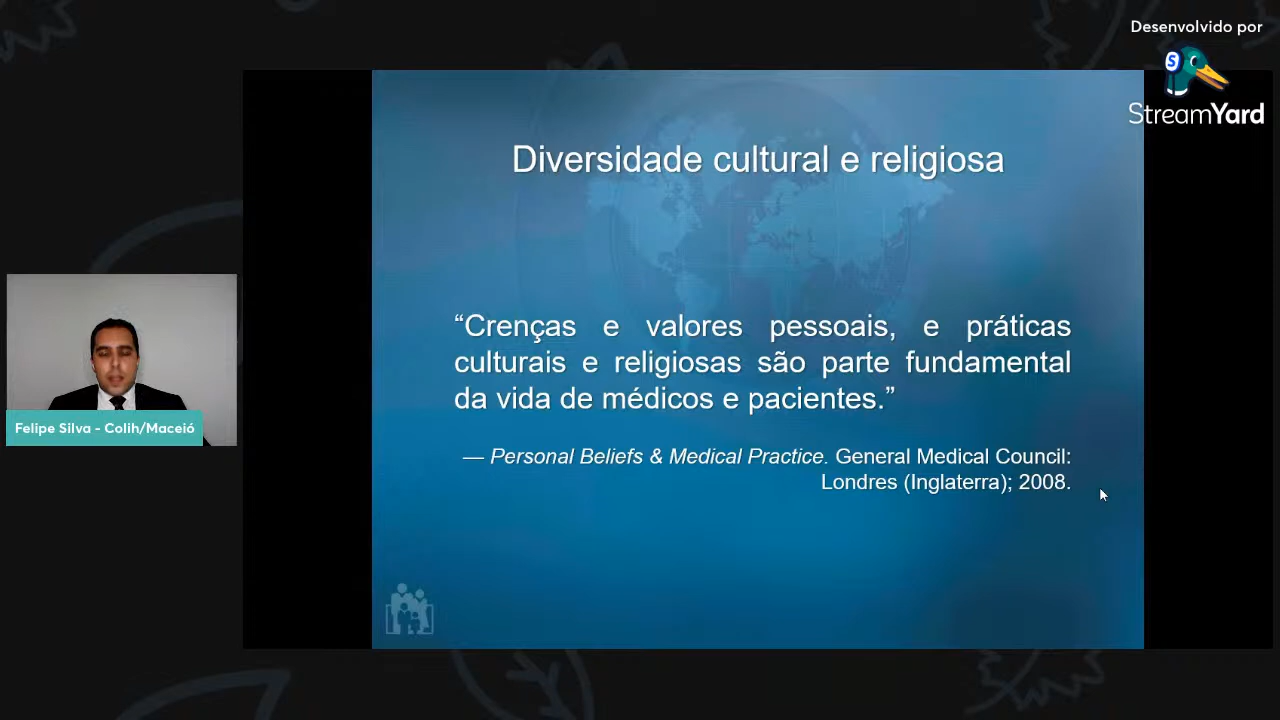 Desenvolvido por
S
StreamYard
Diversidade cultural e religiosa
“Crenças e valores pessoais, e práticas
culturais e religiosas são parte fundamental
da vida de médicos e pacientes.”
— Personal Beliefs & Medical Practice. General Medical Council:
Londres (Inglaterra); 2008.
Felipe Silva - Colih/Maceió